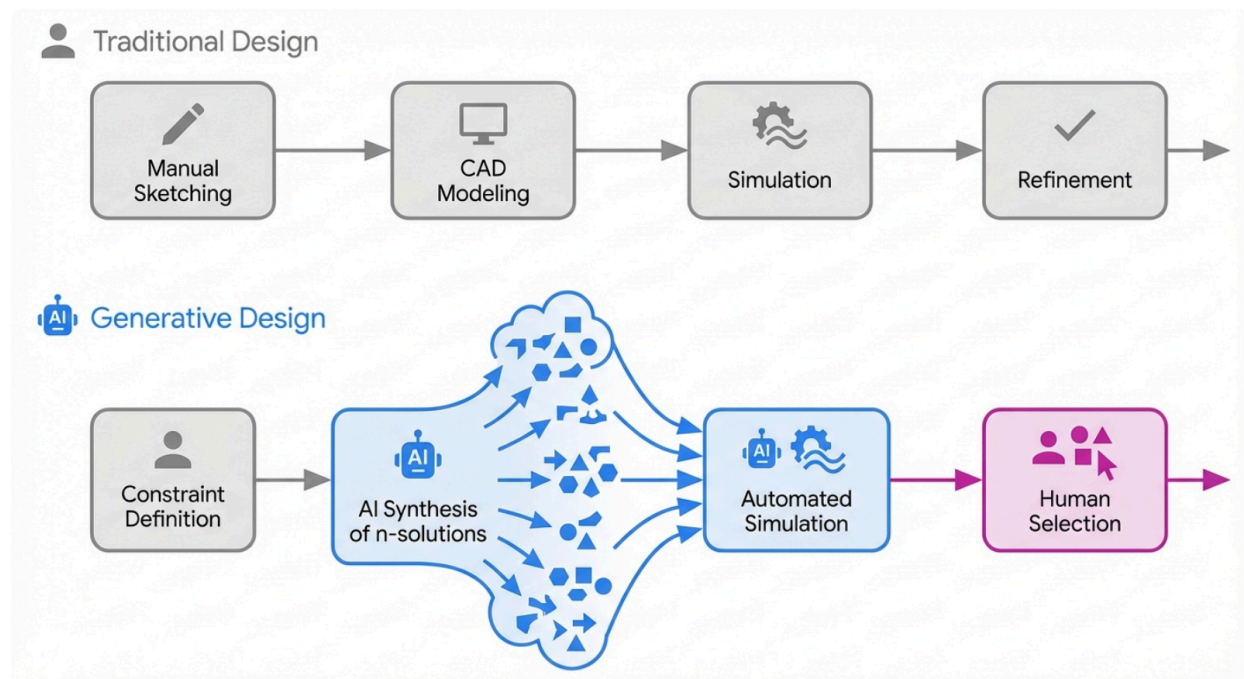 Traditional Design
Manual
Sketching
CAD
Modeling
Simulation
Refinement
AI
Generative Design
Constraint
Definition
AI
AI Synthesis
of n-solutions
AI
Automated
Simulation
Human
Selection